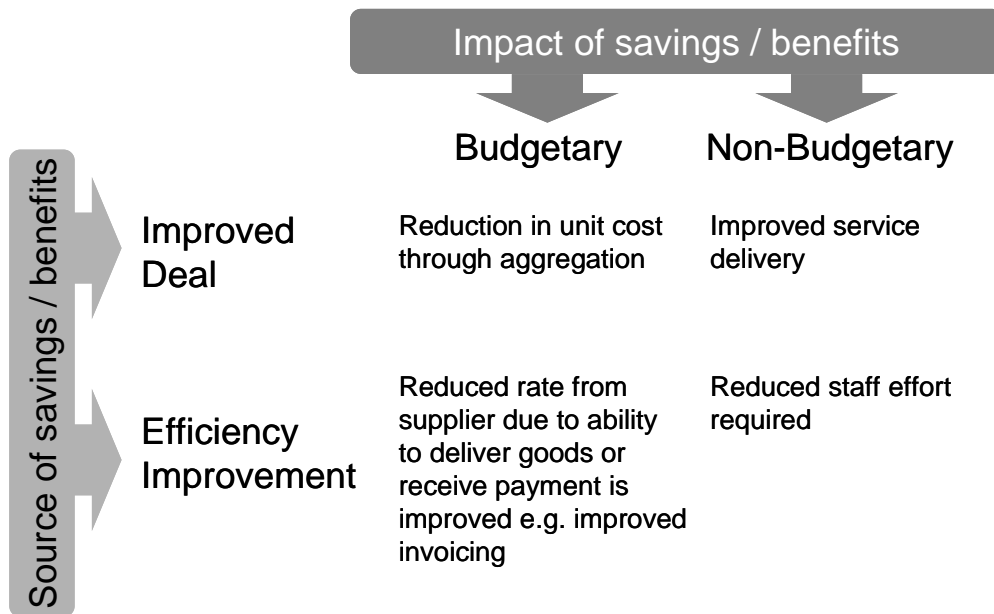 Impact of savings / benefits
Budgetary
Non-Budgetary
Source of savings / benefits
Improved
Deal
Reduction in unit cost
through aggregation
Improved service
delivery
Efficiency
Improvement
Reduced rate from
supplier due to ability
to deliver goods or
receive payment is
improved e.g. improved
invoicing
Reduced staff effort
required